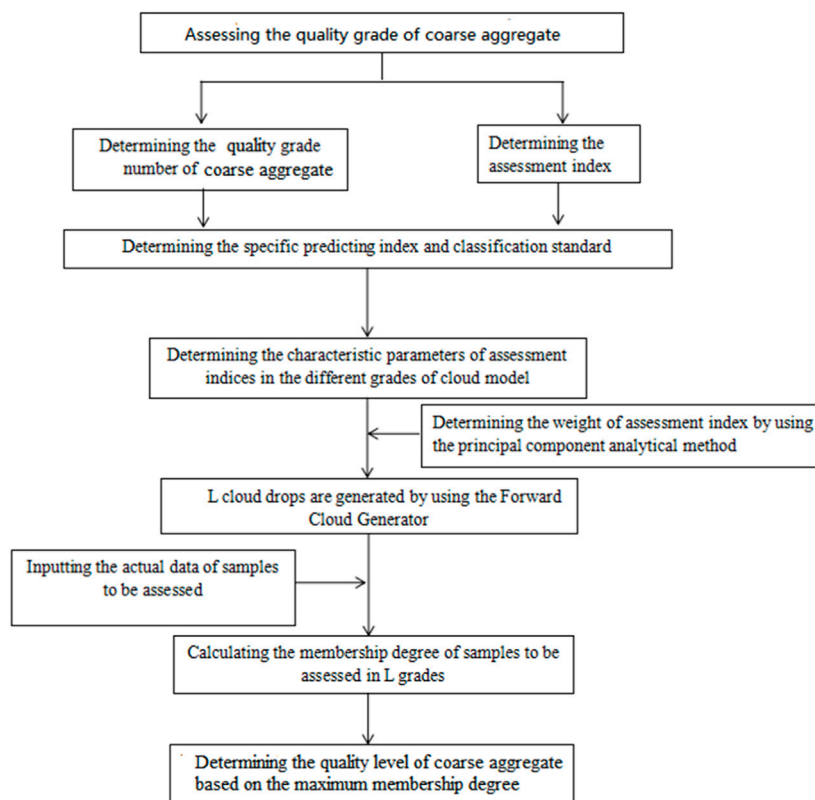 Assessing the quality grade of coarse aggregate
Determining the quality grade
number of coarse aggregate
Determining the
assessment index
Determining the specific predicting index and classification standard
Determining the characteristic parameters of assessment
indices in the different grades of cloud model
Determining the weight of assessment index by using
the principal component analytical method
L cloud drops are generated by using the Forward
Cloud Generator
Inputting the actual data of samples
to be assessed
Calculating the membership degree of samples to be
assessed in L grades
Determining the quality level of coarse aggregate
based on the maximum membership degree